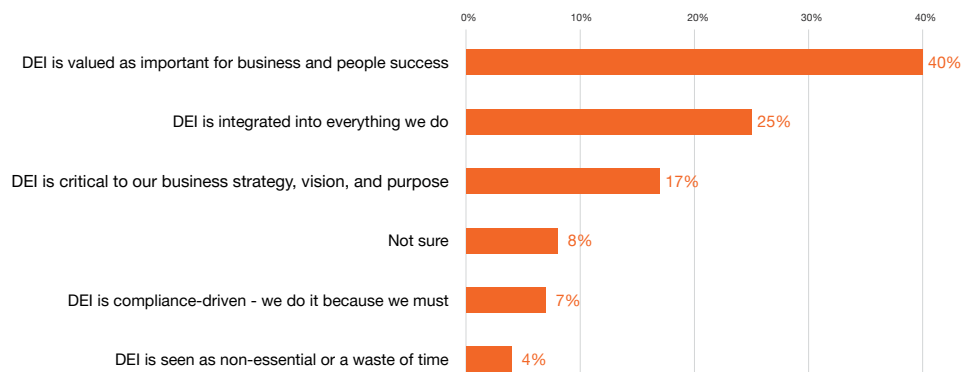 0% 10% 20% 30% 40%
DEI is valued as important for business and people success 40%
DEI is integrated into everything we do 25%
DEI is critical to our business strategy, vision, and purpose 17%
Not sure 8%
DEI is compliance-driven - we do it because we must 7%
DEI is seen as non-essential or a waste of time 4%